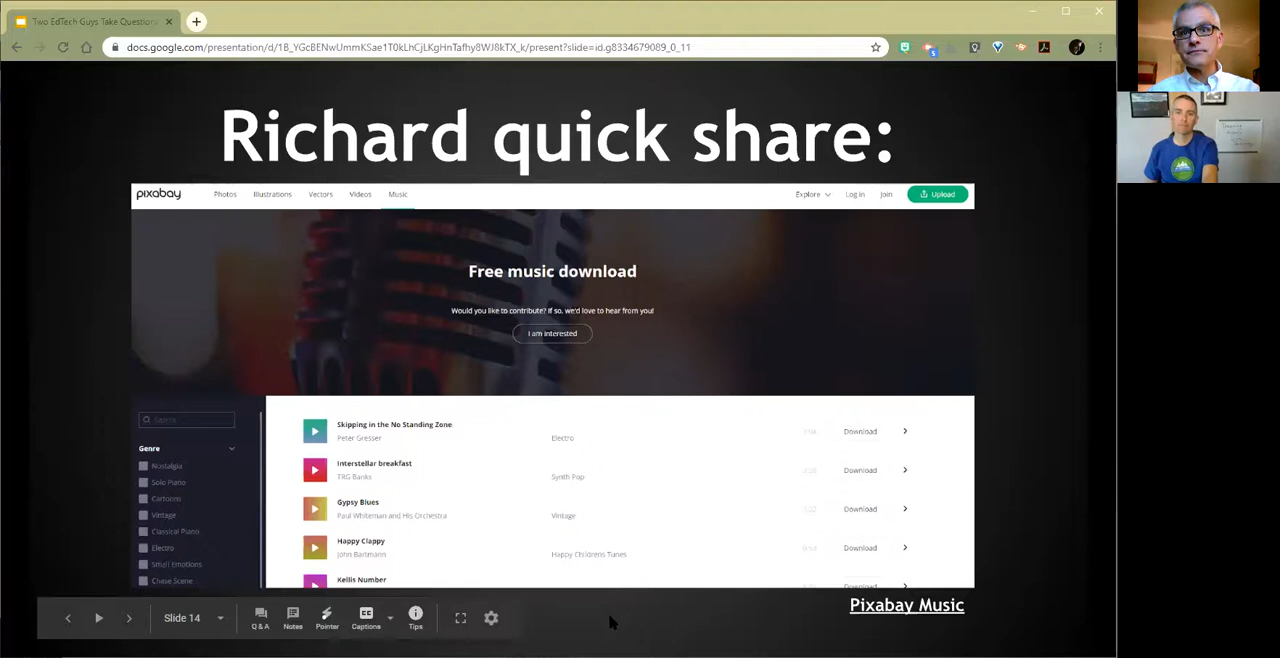 Two EdTech Guys Take Question
docs.google.com/presentation/d/1B_YGcBENwUmmKSae1T0kLhCjLKgHnTafhy8WJ8kTX_k/present?slide=id.g8334679089_0_11
Richard quick share:
pixabay Photos Illustrations Vectors Videos Music Explore Log in Join Upload
Free music download
Would you like to contribute? If so, we'd love to hear from you!
I am interested
Search
Genre
Nostalgia
Solo Piano
Cartoons
Vintage
Classical Piano
Electro
Small Emotions
Chase Scene
Skipping in the No Standing Zone
Peter Gresser Electro Download
Interstellar breakfast
TRG Banks Synth Pop Download
Gypsy Blues
Paul Whiteman and His Orchestra Vintage Download
Happy Clappy
John Bartmann Happy Childrens Tunes Download
Kellis Number Download
Pixabay Music
Slide 14 Q & A Notes Pointer Captions Tips